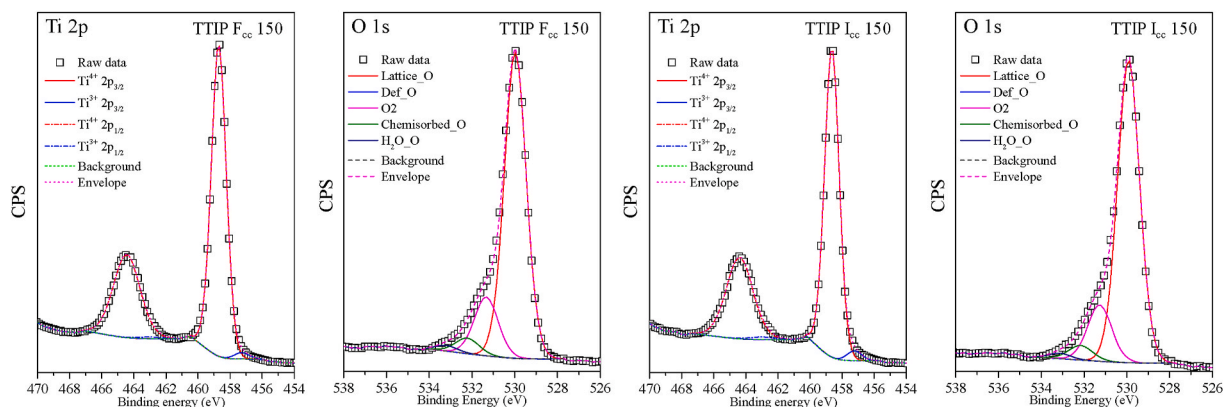 Ti 2p TTIP Fcc 150
Raw data
Ti4+ 2p3/2
Ti3+ 2p3/2
Ti4+ 2p1/2
Ti3+ 2p1/2
Background
Envelope
CPS
470 468 466 464 462 460 458 456 454
Binding energy (eV)
O 1s TTIP Fcc 150
Raw data
Lattice_O
Def_O
O2
Chemisorbed_O
H2O_O
Background
Envelope
CPS
538 536 534 532 530 528 526
Binding energy (eV)
Ti 2p TTIP Icc 150
Raw data
Ti4+ 2p3/2
Ti3+ 2p3/2
Ti4+ 2p1/2
Ti3+ 2p1/2
Background
Envelope
CPS
470 468 466 464 462 460 458 456 454
Binding energy (eV)
O 1s TTIP Icc 150
Raw data
Lattice_O
Def_O
O2
Chemisorbed_O
H2O_O
Background
Envelope
CPS
538 536 534 532 530 528 526
Binding energy (eV)